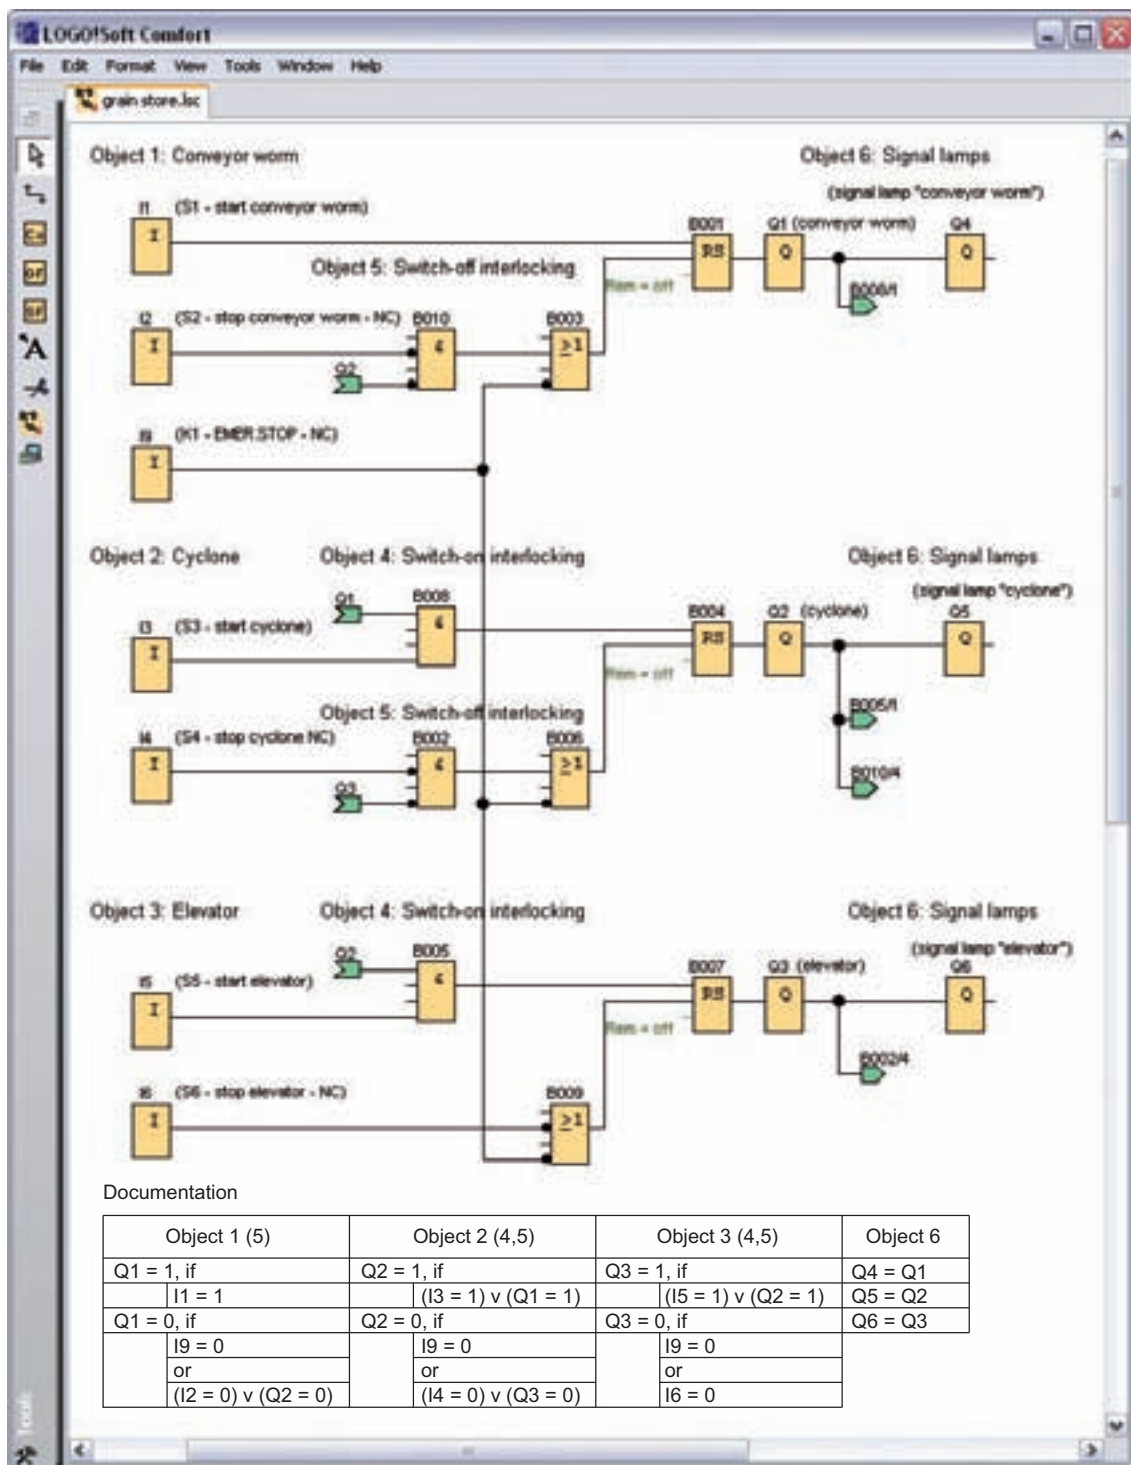 LOGO!Soft Comfort
File Edit Format View Tools Window Help
grain store.lsc
Object 1: Conveyor worm
Object 6: Signal lamps
(signal lamp "conveyor worm")
I1 (S1 - start conveyor worm)
I
B001
RS
Q1 (conveyor worm)
Q
Q4
Q
Object 5: Switch-off interlocking
Rem = off
B008/1
I2 (S2 - stop conveyor worm - NC)
I
B010
&
B003
≥1
Q2
I9 (K1 - EMER.STOP - NC)
I
Object 2: Cyclone
Object 4: Switch-on interlocking
Object 6: Signal lamps
(signal lamp "cyclone")
Q1
B008
&
B004
RS
Q2 (cyclone)
Q
Q5
Q
I3 (S3 - start cyclone)
I
Rem = off
Object 5: Switch-off interlocking
B005/1
I4 (S4 - stop cyclone NC)
I
B002
&
B006
≥1
B010/4
Q3
Object 3: Elevator
Object 4: Switch-on interlocking
Object 6: Signal lamps
(signal lamp "elevator")
Q2
B005
&
B007
RS
Q3 (elevator)
Q
Q6
Q
I5 (S5 - start elevator)
I
Rem = off
B002/4
I6 (S6 - stop elevator - NC)
I
B009
≥1
Documentation
Object 1 (5) Object 2 (4,5) Object 3 (4,5) Object 6
Q1 = 1, if Q2 = 1, if Q3 = 1, if Q4 = Q1
I1 = 1 (I3 = 1) v (Q1 = 1) (I5 = 1) v (Q2 = 1) Q5 = Q2
Q1 = 0, if Q2 = 0, if Q3 = 0, if Q6 = Q3
I9 = 0 I9 = 0 I9 = 0
or or or
(I2 = 0) v (Q2 = 0) (I4 = 0) v (Q3 = 0) I6 = 0
Tools